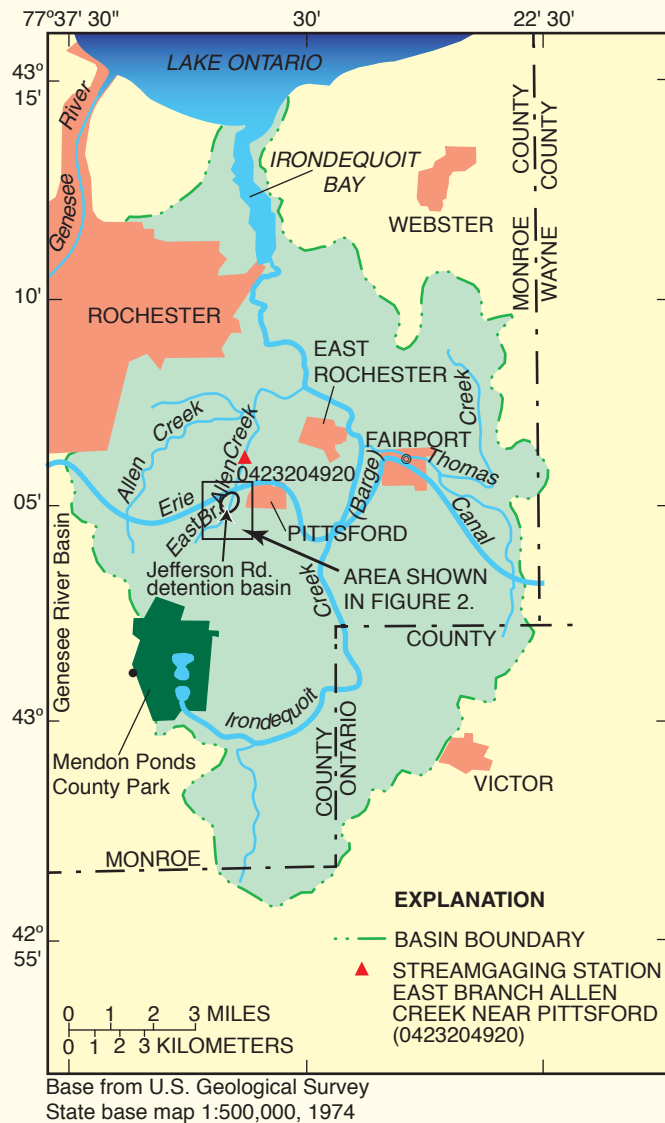 77º37' 30"
30'
22' 30"
43º
15'
LAKE ONTARIO
River
Genesee
IRONDEQUOIT
BAY
COUNTY
COUNTY
MONROE
WAYNE
WEBSTER
10'
ROCHESTER
EAST
ROCHESTER
Creek
Allen
Creek
Allen
Creek
FAIRPORT
Thomas
0423204920
05'
Erie
East
Br.
(Barge)
Canal
PITTSFORD
Genesee River Basin
Jefferson Rd.
detention basin
AREA SHOWN
IN FIGURE 2.
Creek
COUNTY
Irondequoit
43º
Mendon Ponds
County Park
COUNTY
ONTARIO
VICTOR
MONROE
EXPLANATION
42º
55'
BASIN BOUNDARY
STREAMGAGING STATION
EAST BRANCH ALLEN
CREEK NEAR PITTSFORD
(0423204920)
0 1 2 3 MILES
0 1 2 3 KILOMETERS
Base from U.S. Geological Survey
State base map 1:500,000, 1974